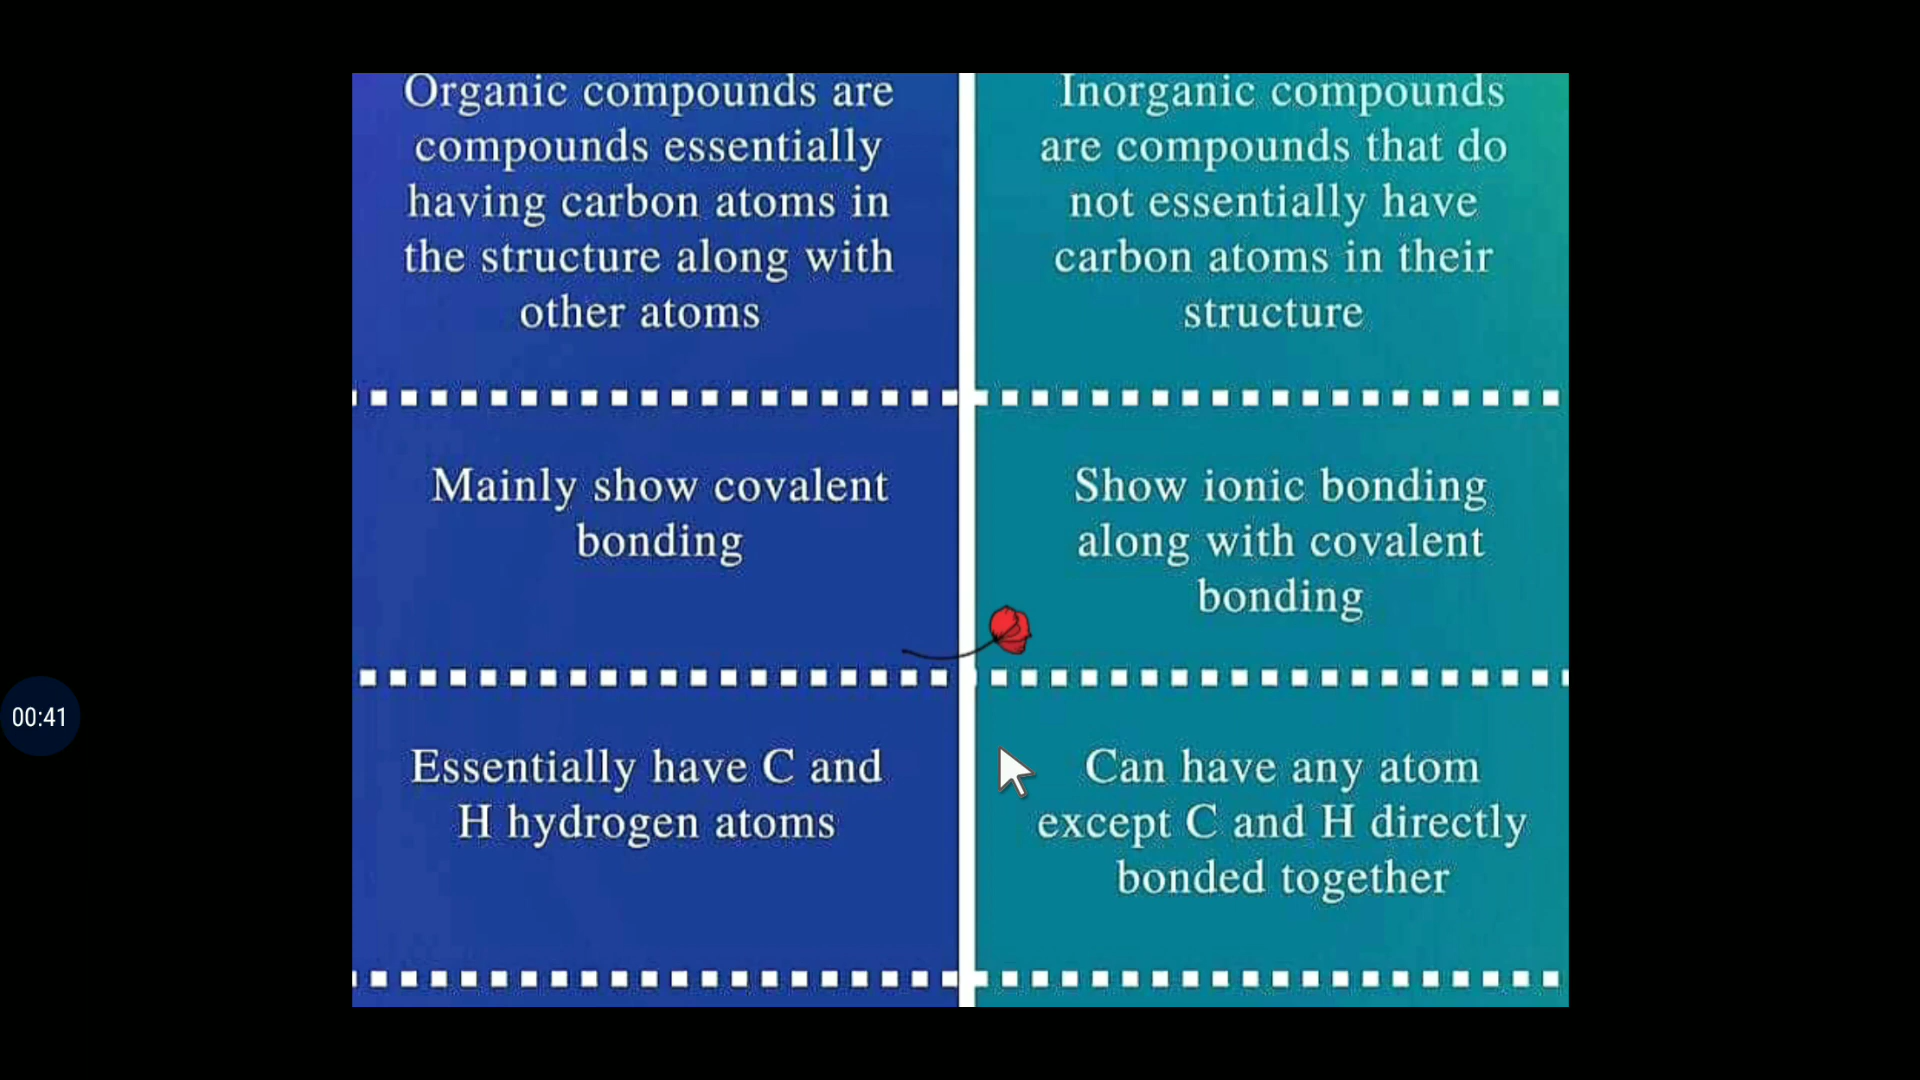 Organic compounds are
compounds essentially
having carbon atoms in
the structure along with
other atoms
Inorganic compounds
are compounds that do
not essentially have
carbon atoms in their
structure
Mainly show covalent
bonding
Show ionic bonding
along with covalent
bonding
00:41
Essentially have C and
H hydrogen atoms
Can have any atom
except C and H directly
bonded together